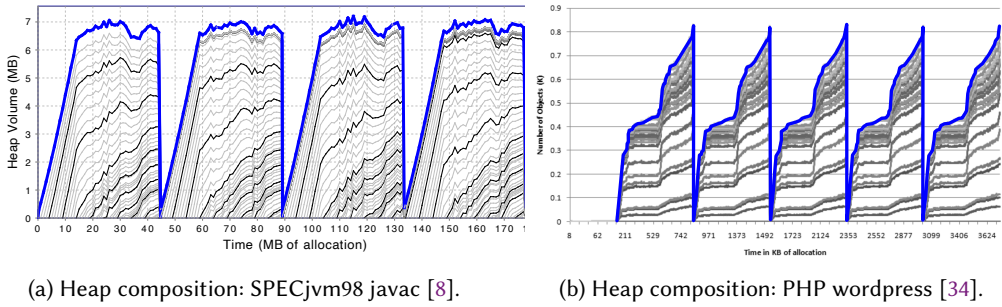 7
6
5
4
3
2
1
0
Heap Volume (MB)
0 10 20 30 40 50 60 70 80 90 100 110 120 130 140 150 160 170
Time (MB of allocation)
0.9
0.8
0.7
0.6
0.5
0.4
0.3
0.2
0.1
0
Number of Objects (K)
8 62 211 529 742 971 1373 1492 1724 2123 2353 2505 2877 3099 3406 3624
Time in KB of allocation
(a) Heap composition: SPECjvm98 javac [8].
(b) Heap composition: PHP wordpress [34].